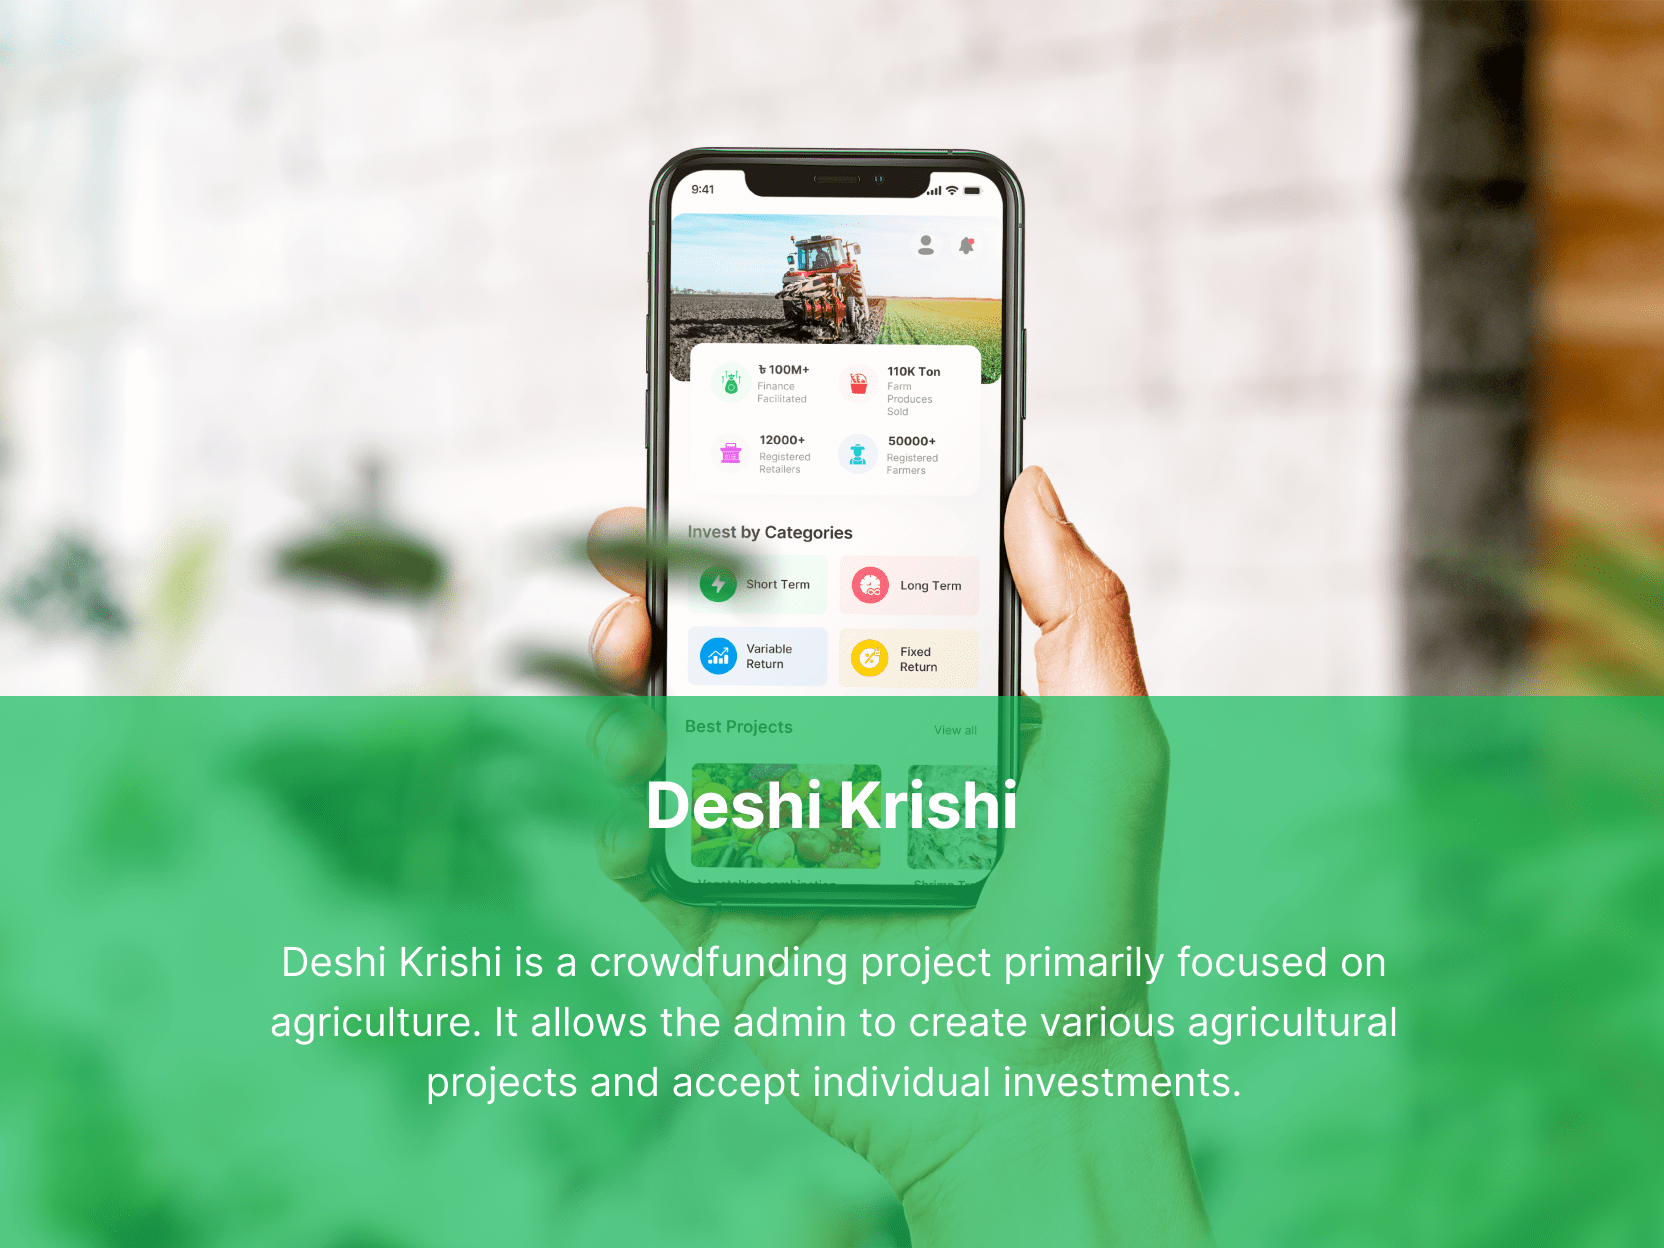 9:41
৳ 100M+
Finance
Facilitated
110K Ton
Farm
Produces
Sold
12000+
Registered
Retailers
50000+
Registered
Farmers
Invest by Categories
Short Term
Long Term
Variable
Return
Fixed
Return
Best Projects
View all
Deshi Krishi
Vegetables combination
Deshi Krishi is a crowdfunding project primarily focused on
agriculture. It allows the admin to create various agricultural
projects and accept individual investments.